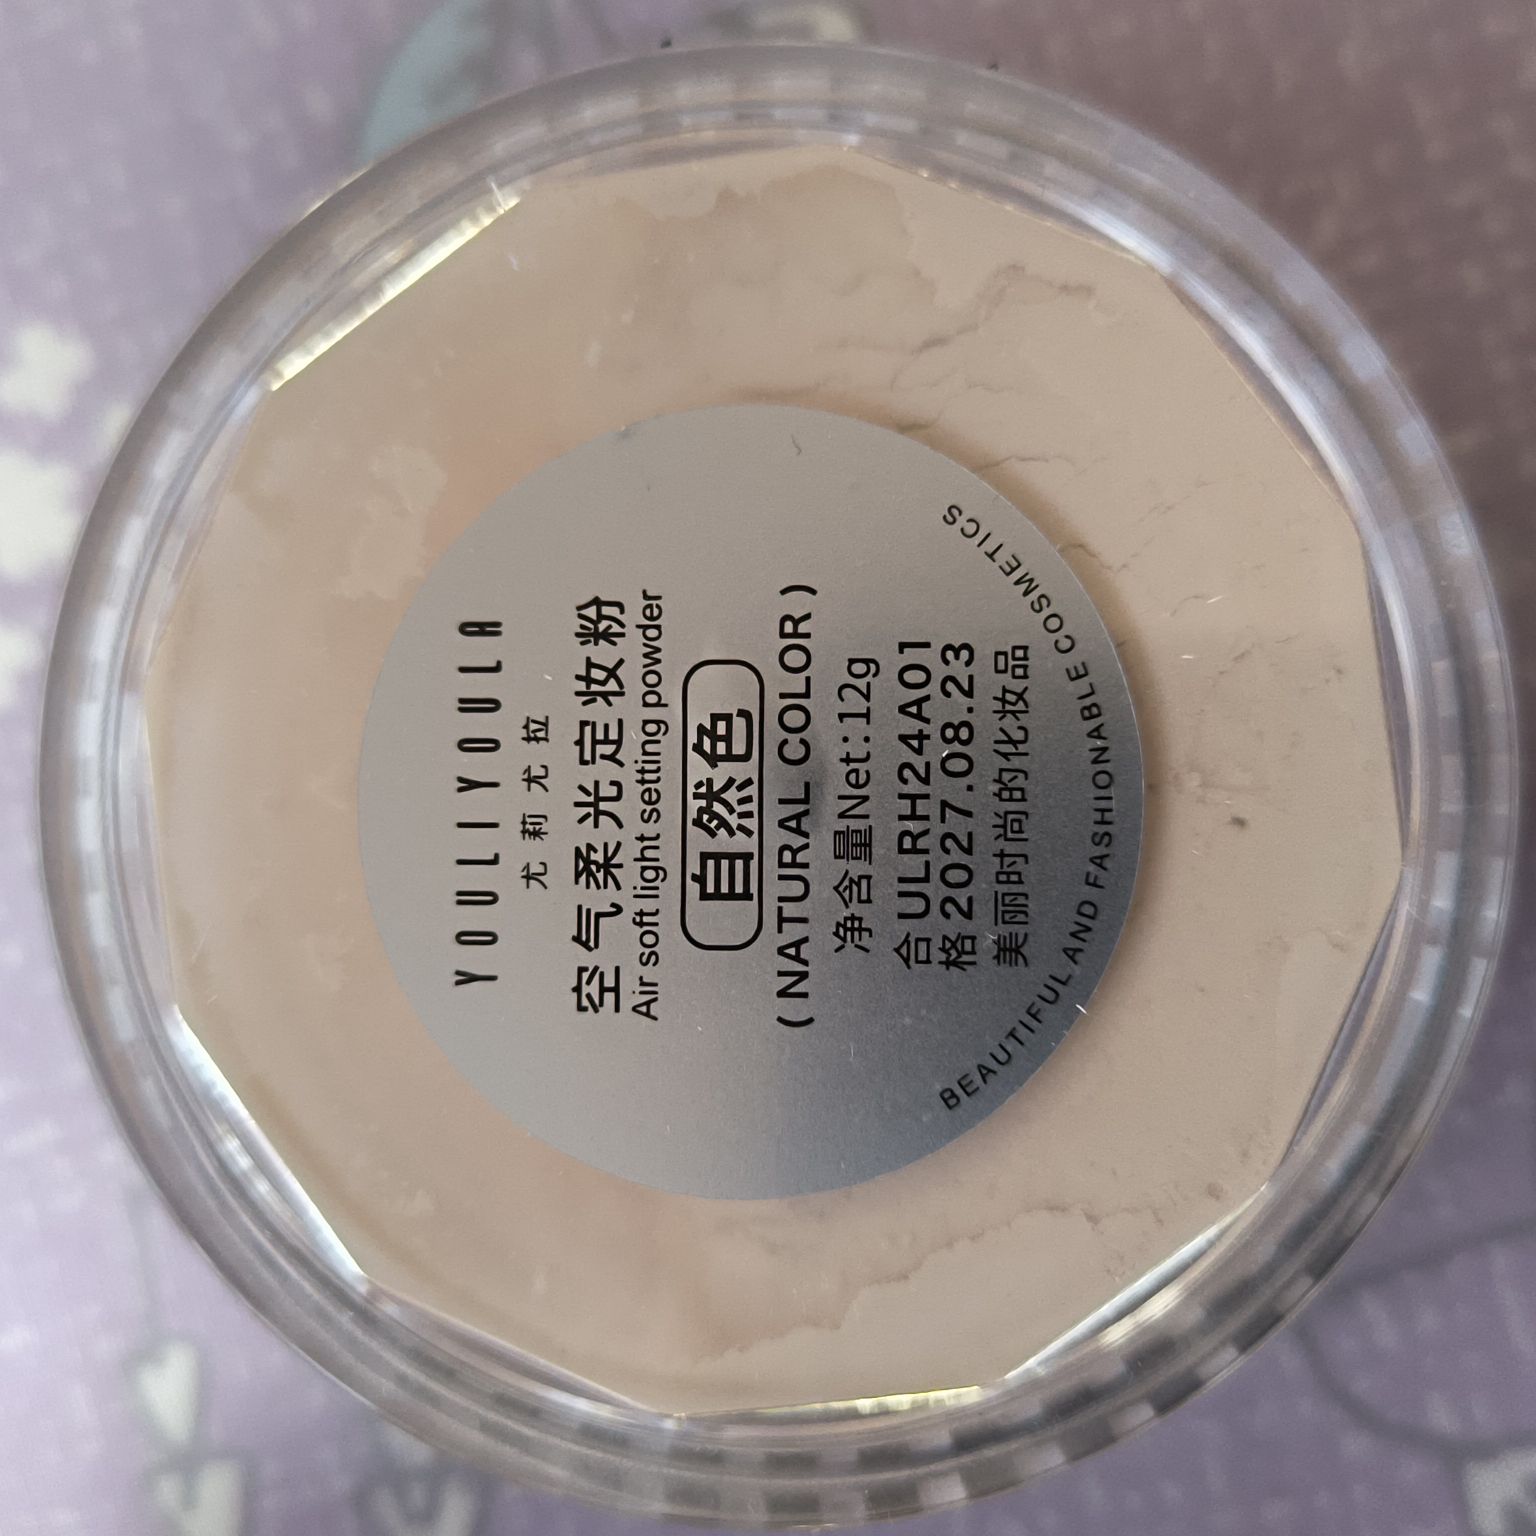 YOULIYOULA
尤莉尤拉
空气柔光定妆粉
Air soft light setting powder
自然色
( NATURAL COLOR )
净含量Net:12g
合 ULRH24A01
格 2027.08.23
美丽时尚的化妆品
BEAUTIFUL AND FASHIONABLE COSMETICS